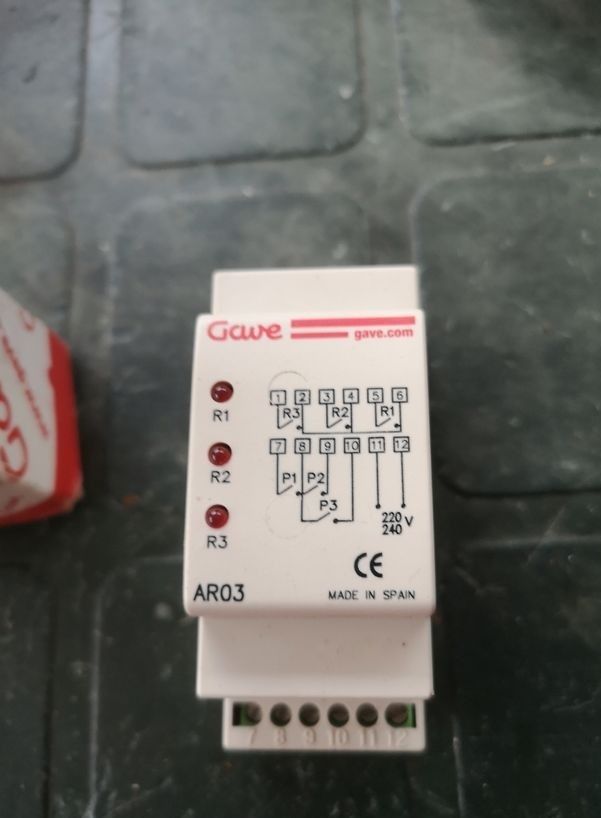 Gave
gave.com
1 2 3 4 5 6
R3 R2 R1
R1
R2
R3
7 8 9 10 11 12
P1 P2
P3
220
240 V
CE
AR03
MADE IN SPAIN
7 8 9 10 11 12